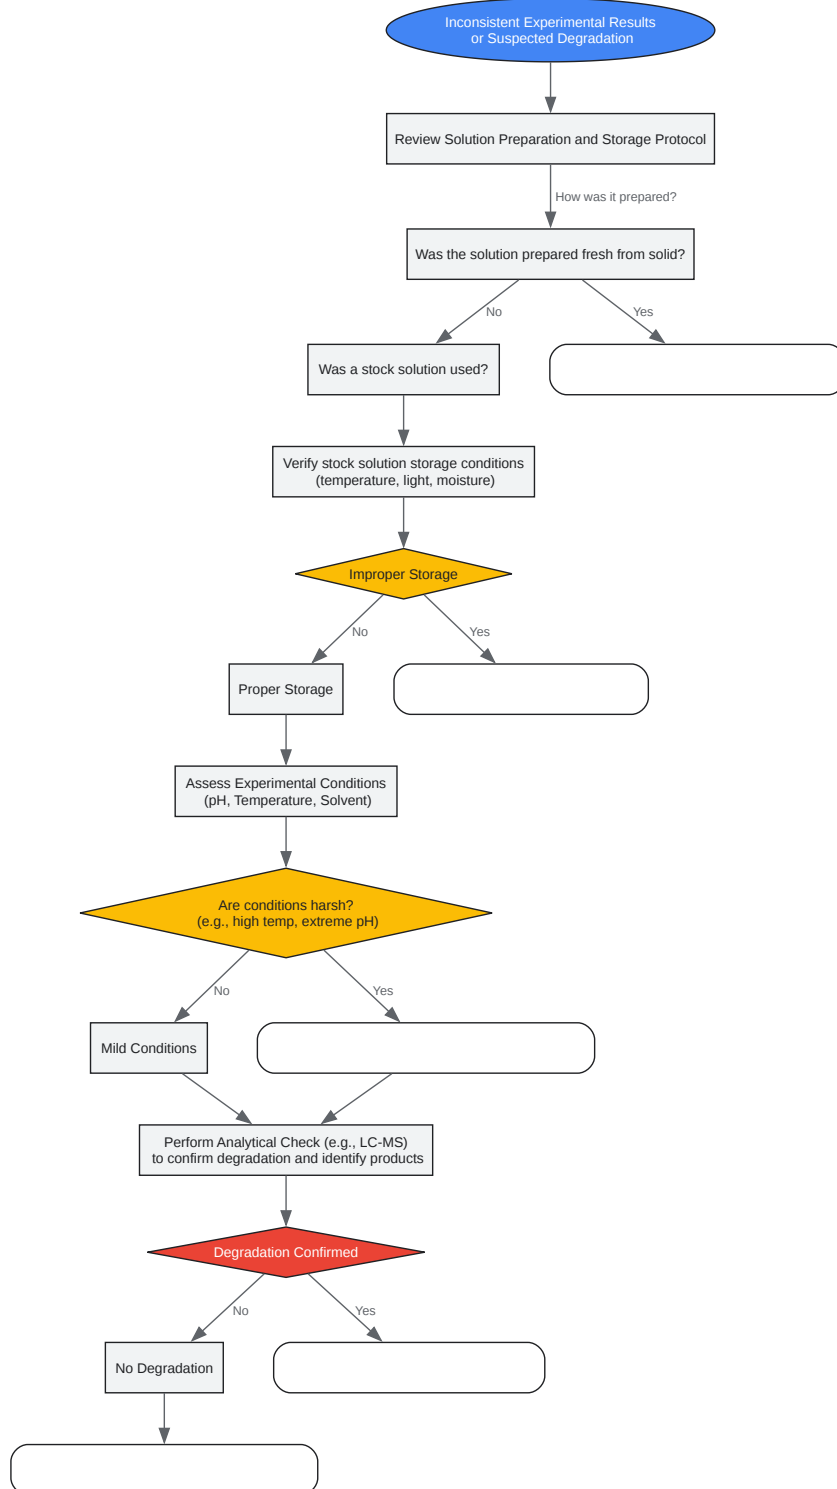 Inconsistent Experimental Results
or Suspected Degradation
Review Solution Preparation and Storage Protocol
How was it prepared?
Was the solution prepared fresh from solid?
No
Yes
Was a stock solution used?
Verify stock solution storage conditions
(temperature, light, moisture)
Improper Storage
No
Yes
Proper Storage
Assess Experimental Conditions
(pH, Temperature, Solvent)
Are conditions harsh?
(e.g., high temp, extreme pH)
No
Yes
Mild Conditions
Perform Analytical Check (e.g., LC-MS)
to confirm degradation and identify products
Degradation Confirmed
No
Yes
No Degradation